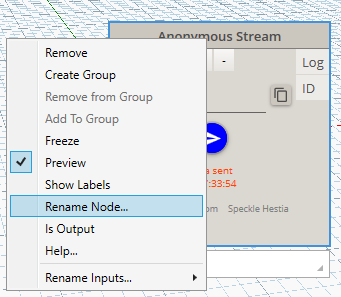 Anonymous Stream
Remove
Create Group
Remove from Group
Add To Group
Freeze
Preview
Show Labels
Rename Node...
Is Output
Help...
Rename Inputs...
-
Log
ID
sent
:33:54
Speckle Hestia